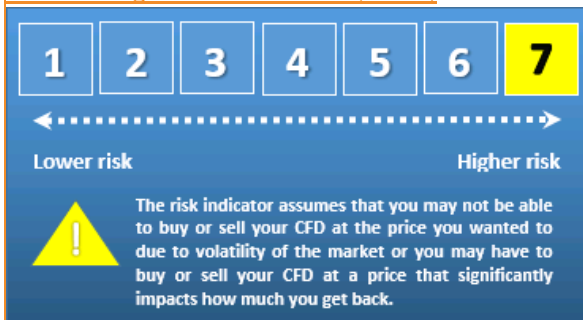 1 2 3 4 5 6 7
Lower risk Higher risk
!
The risk indicator assumes that you may not be able
to buy or sell your CFD at the price you wanted to
due to volatility of the market or you may have to
buy or sell your CFD at a price that significantly
impacts how much you get back.